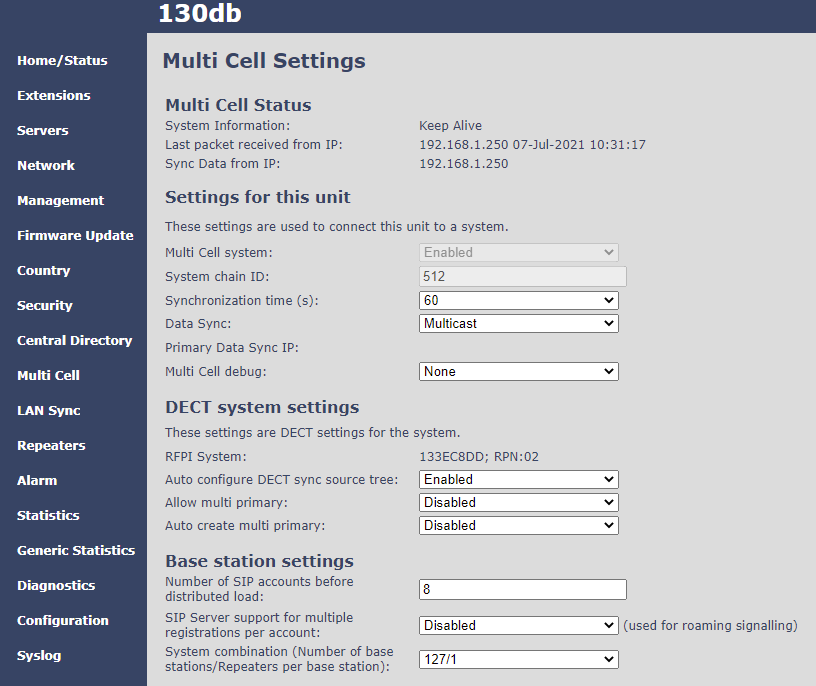 130db
Home/Status
Extensions
Servers
Network
Management
Firmware Update
Country
Security
Central Directory
Multi Cell
LAN Sync
Repeaters
Alarm
Statistics
Generic Statistics
Diagnostics
Configuration
Syslog
Multi Cell Settings
Multi Cell Status
System Information: Keep Alive
Last packet received from IP: 192.168.1.250 07-Jul-2021 10:31:17
Sync Data from IP: 192.168.1.250
Settings for this unit
These settings are used to connect this unit to a system.
Multi Cell system: Enabled
System chain ID: 512
Synchronization time (s): 60
Data Sync: Multicast
Primary Data Sync IP:
Multi Cell debug: None
DECT system settings
These settings are DECT settings for the system.
RFPI System: 133EC8DD; RPN:02
Auto configure DECT sync source tree: Enabled
Allow multi primary: Disabled
Auto create multi primary: Disabled
Base station settings
Number of SIP accounts before
distributed load: 8
SIP Server support for multiple
registrations per account: Disabled (used for roaming signalling)
System combination (Number of base
stations/Repeaters per base station): 127/1